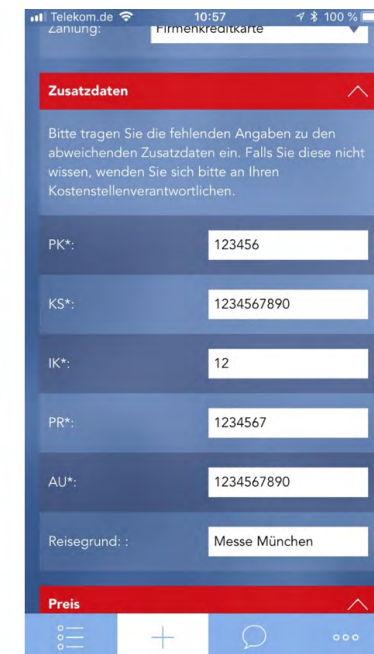 Telekom.de 10:57 100 %
Zahlung: Firmenkreditkarte
Zusatzdaten
Bitte tragen Sie die fehlenden Angaben zu den
abweichenden Zusatzdaten ein. Falls Sie diese nicht
wissen, wenden Sie sich bitte an Ihren
Kostenstellenverantwortlichen.
PK*: 123456
KS*: 1234567890
IK*: 12
PR*: 1234567
AU*: 1234567890
Reisegrund: : Messe München
Preis